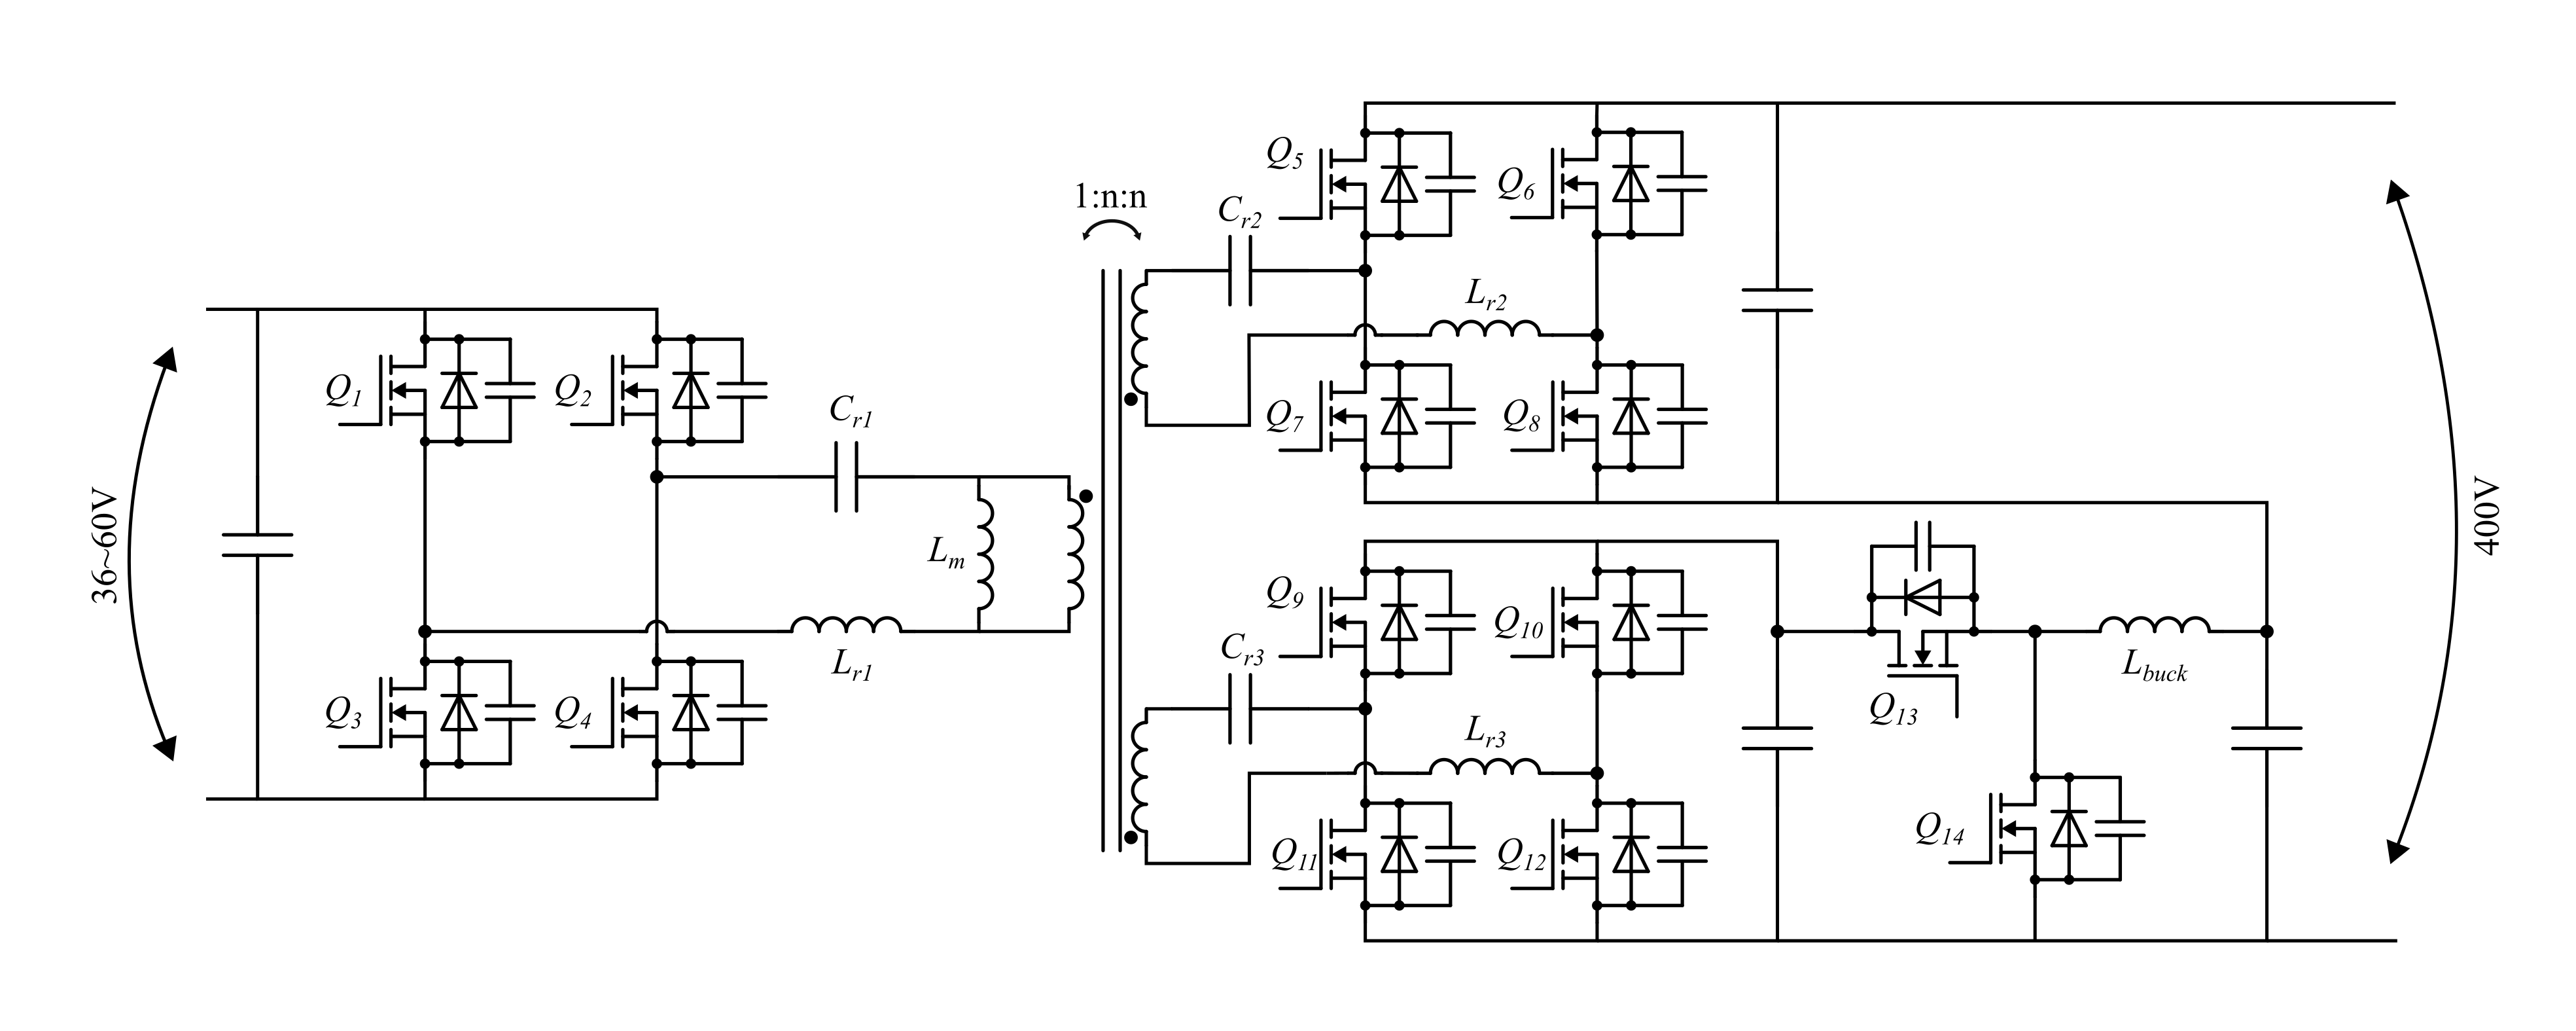 Q5
Q6
1:n:n
Cr2
Lr2
Q1
Q2
Cr1
Q7
Q8
36~60V
400V
Lm
Q9
Q10
Cr3
Lr1
Lbuck
Q13
Q3
Q4
Lr3
Q14
Q11
Q12